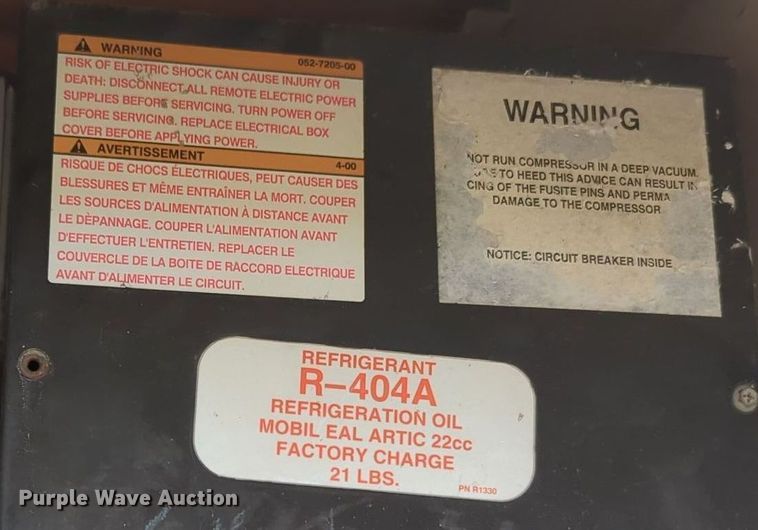 WARNING
052-7205-00
RISK OF ELECTRIC SHOCK CAN CAUSE INJURY OR
DEATH: DISCONNECT ALL REMOTE ELECTRIC POWER
SUPPLIES BEFORE SERVICING. TURN POWER OFF
BEFORE SERVICING. REPLACE ELECTRICAL BOX
COVER BEFORE APPLYING POWER.
AVERTISSEMENT
4-00
RISQUE DE CHOCS ÉLECTRIQUES, PEUT CAUSER DES
BLESSURES ET MÊME ENTRAÎNER LA MORT. COUPER
LES SOURCES D'ALIMENTATION À DISTANCE AVANT
LE DÈPANNAGE. COUPER L'ALIMENTATION AVANT
D'EFFECTUER L'ENTRETIEN. REPLACER LE
COUVERCLE DE LA BOITE DE RACCORD ELECTRIQUE
AVANT D'ALIMENTER LE CIRCUIT.
WARNING
NOT RUN COMPRESSOR IN A DEEP VACUUM.
TO HEED THIS ADVICE CAN RESULT IN
CING OF THE FUSITE PINS AND PERMA
DAMAGE TO THE COMPRESSOR
NOTICE: CIRCUIT BREAKER INSIDE
REFRIGERANT
R-404A
REFRIGERATION OIL
MOBIL EAL ARTIC 22cc
FACTORY CHARGE
21 LBS.
PN R1330
Purple Wave Auction